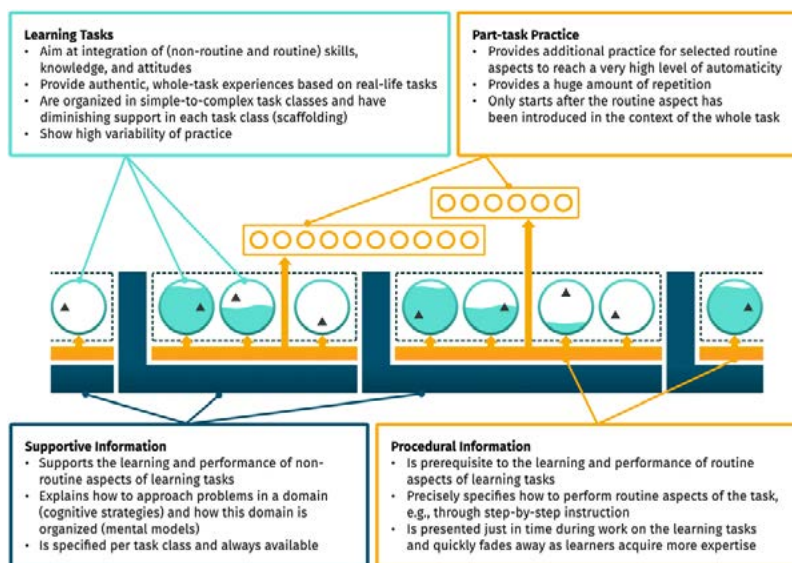 Learning Tasks
• Aim at integration of (non-routine and routine) skills,
knowledge, and attitudes
• Provide authentic, whole-task experiences based on real-life tasks
• Are organized in simple-to-complex task classes and have
diminishing support in each task class (scaffolding)
• Show high variability of practice
Part-task Practice
• Provides additional practice for selected routine
aspects to reach a very high level of automaticity
• Provides a huge amount of repetition
• Only starts after the routine aspect has
been introduced in the context of the whole task
Supportive Information
• Supports the learning and performance of non-
routine aspects of learning tasks
• Explains how to approach problems in a domain
(cognitive strategies) and how this domain is
organized (mental models)
• Is specified per task class and always available
Procedural Information
• Is prerequisite to the learning and performance of routine
aspects of learning tasks
• Precisely specifies how to perform routine aspects of the task,
e.g., through step-by-step instruction
• Is presented just in time during work on the learning tasks
and quickly fades away as learners acquire more expertise